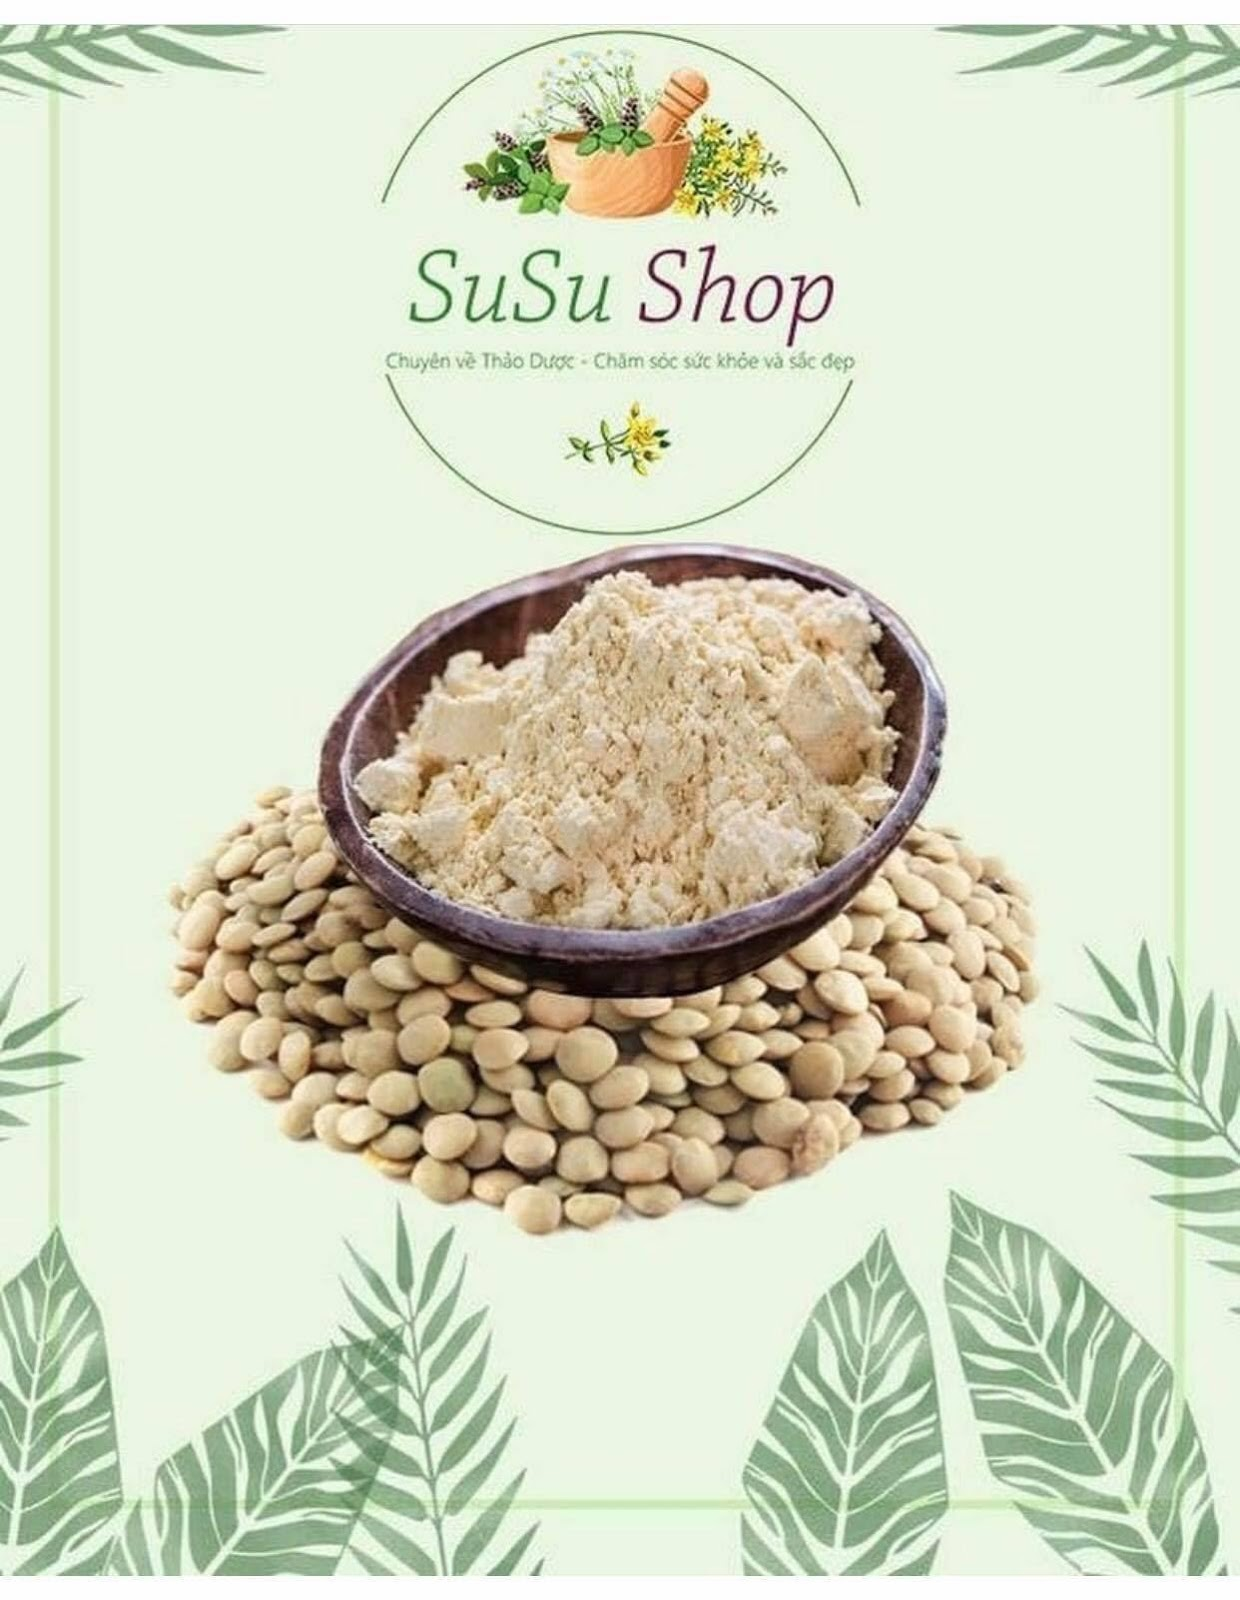 SuSu Shop
Chuyên về Thảo Dược - Chăm sóc sức khỏe và sắc đẹp